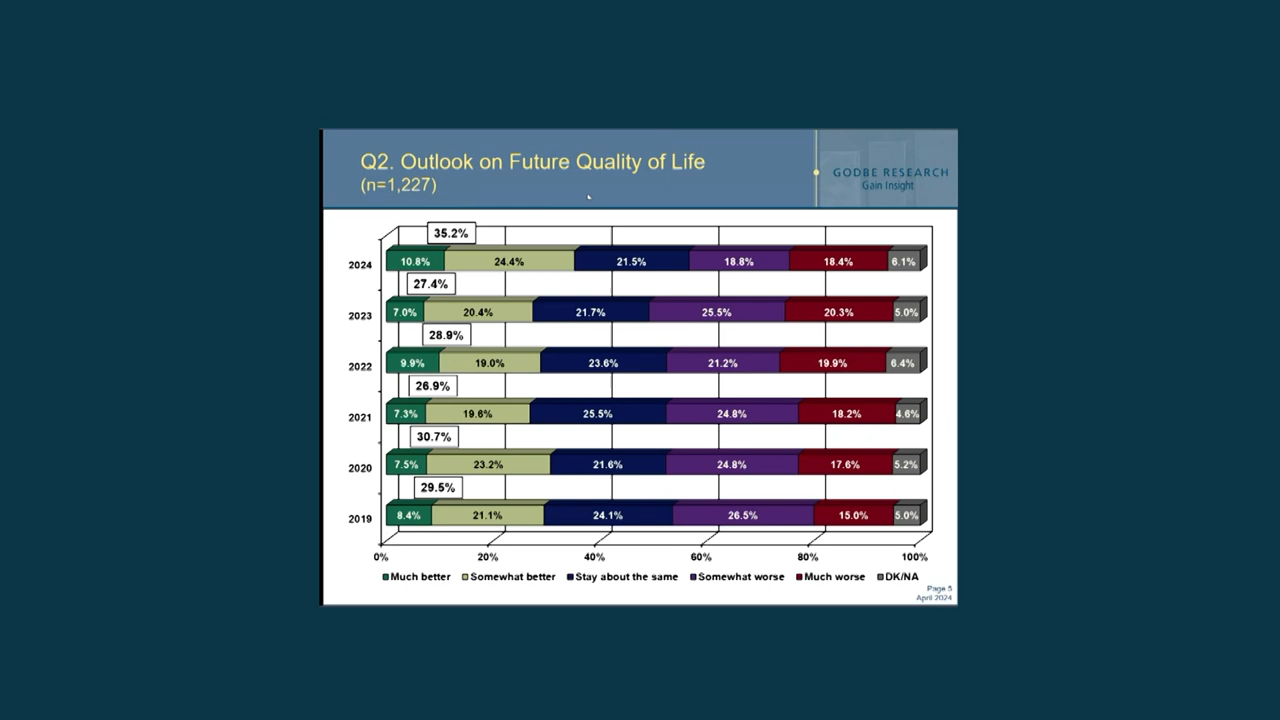 Q2. Outlook on Future Quality of Life
(n=1,227)
GODBE RESEARCH
Gain Insight
35.2%
2024 10.8% 24.4% 21.5% 18.8% 18.4% 6.1%
27.4%
2023 7.0% 20.4% 21.7% 25.5% 20.3% 5.0%
28.9%
2022 9.9% 19.0% 23.6% 21.2% 19.9% 6.4%
26.9%
2021 7.3% 19.6% 25.5% 24.8% 18.2% 4.6%
30.7%
2020 7.5% 23.2% 21.6% 24.8% 17.6% 5.2%
29.5%
2019 8.4% 21.1% 24.1% 26.5% 15.0% 5.0%
0% 20% 40% 60% 80% 100%
Much better Somewhat better Stay about the same Somewhat worse Much worse DK/NA
Page 5
April 2024